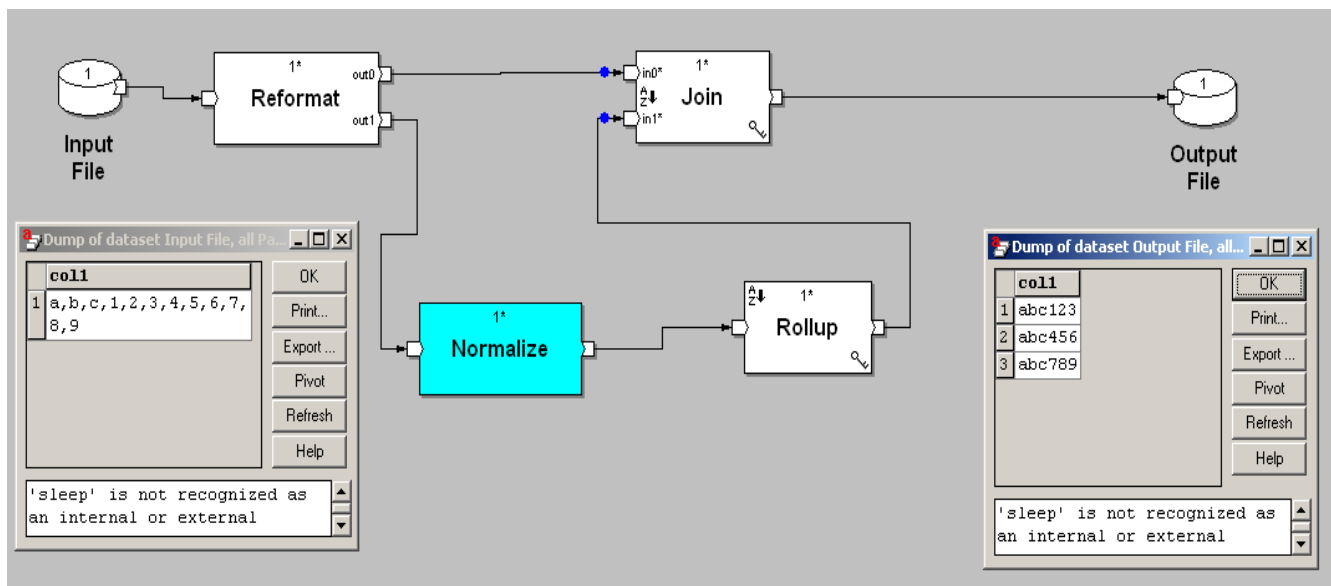 1
Input
File
1*
Reformat
out0
out1
in0*
1*
A
Z
Join
in1*
1
Output
File
Dump of dataset Input File, all Pa...
col1
1
a,b,c,1,2,3,4,5,6,7,
8,9
OK
Print...
Export ...
Pivot
Refresh
Help
'sleep' is not recognized as
an internal or external
1*
Normalize
A
Z
1*
Rollup
Dump of dataset Output File, all...
col1
1 abc123
2 abc456
3 abc789
OK
Print...
Export ...
Pivot
Refresh
Help
'sleep' is not recognized as
an internal or external